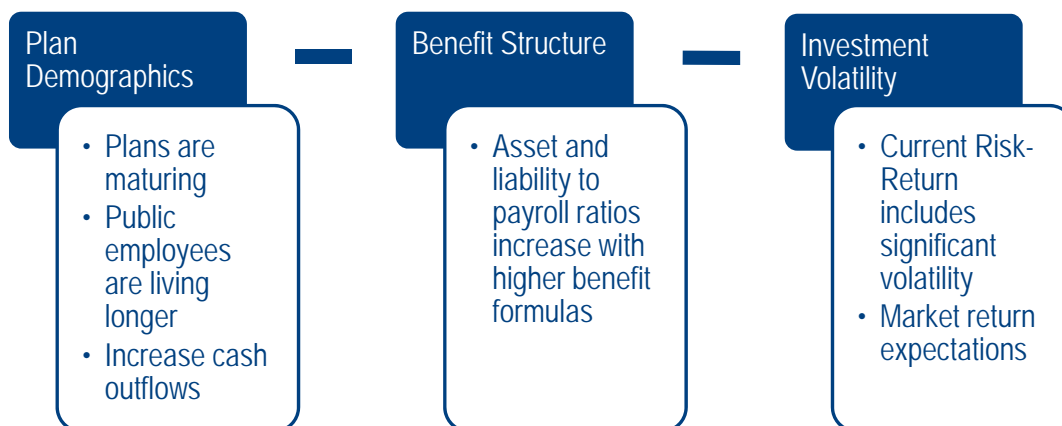 Plan
Demographics
• Plans are
maturing
• Public
employees
are living
longer
• Increase cash
outflows
Benefit Structure
• Asset and
liability to
payroll ratios
increase with
higher benefit
formulas
Investment
Volatility
• Current Risk-
Return
includes
significant
volatility
• Market return
expectations